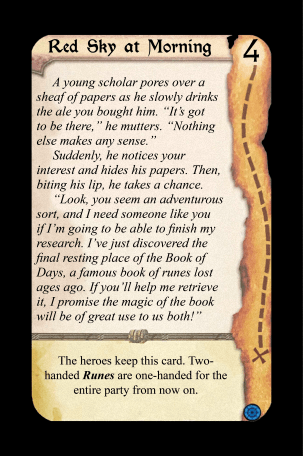 Red Sky at Morning
4
A young scholar pores over a
sheaf of papers as he slowly drinks
the ale you bought him. “It’s got
to be there,” he mutters. “Nothing
else makes any sense.”
Suddenly, he notices your
interest and hides his papers. Then,
biting his lip, he takes a chance.
“Look, you seem an adventurous
sort, and I need someone like you
if I’m going to be able to finish my
research. I’ve just discovered the
final resting place of the Book of
Days, a famous book of runes lost
ages ago. If you’ll help me retrieve
it, I promise the magic of the book
will be of great use to us both!”
The heroes keep this card. Two-
handed Runes are one-handed for the
entire party from now on.